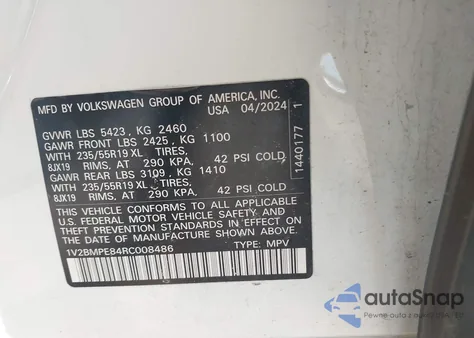 MFD BY VOLKSWAGEN GROUP OF AMERICA, INC.
USA 04/2024
GVWR LBS 5423 , KG 2460
GAWR FRONT LBS 2425 , KG 1100
WITH 235/55R19 XL TIRES,
8JX19 RIMS, AT 290 KPA, 42 PSI COLD,
GAWR REAR LBS 3109 , KG 1410
WITH 235/55R19 XL TIRES,
8JX19 RIMS, AT 290 KPA, 42 PSI COLD
THIS VEHICLE CONFORMS TO ALL APPLICABLE
U.S. FEDERAL MOTOR VEHICLE SAFETY AND
THEFT PREVENTION STANDARDS IN EFFECT ON
THE DATE OF MANUFACTURE SHOWN ABOVE.
1V2BMPE84RC008486 TYPE: MPV
1440177 1
autoSnap